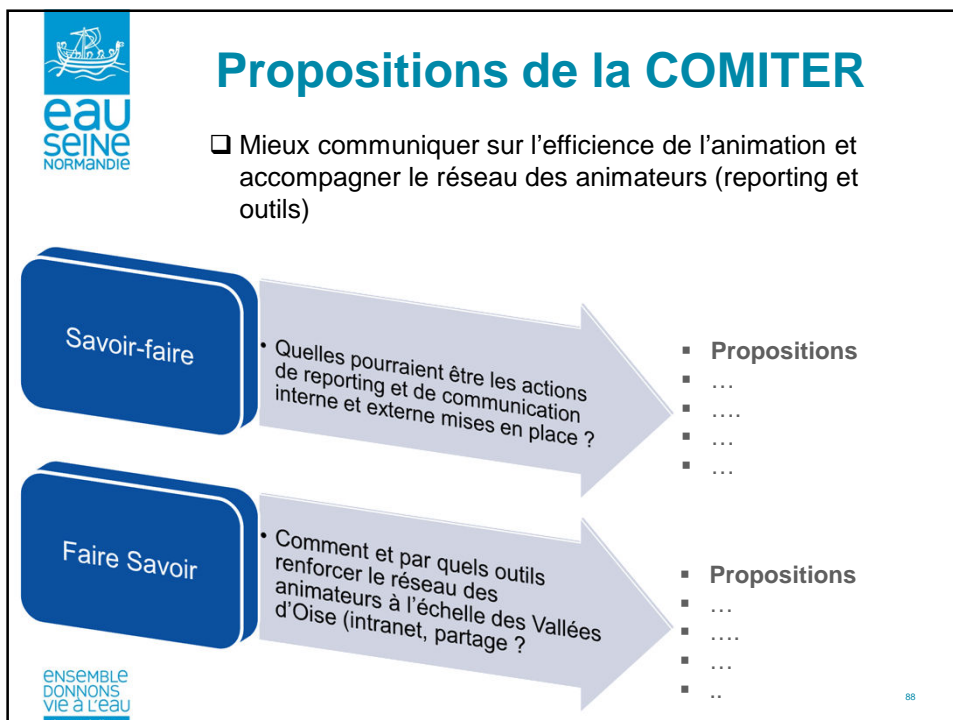 eau
SEINE
NORMANDIE
Propositions de la COMITER
❑ Mieux communiquer sur l’efficience de l’animation et
accompagner le réseau des animateurs (reporting et
outils)
Savoir-faire
• Quelles pourraient être les actions
de reporting et de communication
interne et externe mises en place ?
▪ Propositions
▪ …
▪ ….
▪ …
▪ …
Faire Savoir
• Comment et par quels outils
renforcer le réseau des
animateurs à l’échelle des Vallées
d’Oise (intranet, partage ?
▪ Propositions
▪ …
▪ ….
▪ …
▪ ..
ENSEMBLE
DONNONS
VIE à L’EAU
88